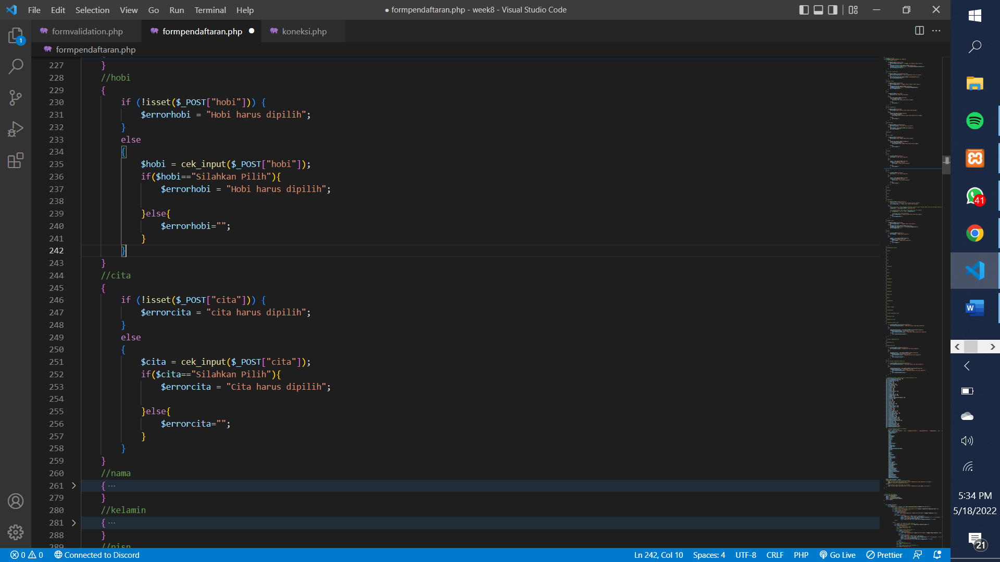 File Edit Selection View Go Run Terminal Help
● formpendaftaran.php - week8 - Visual Studio Code
1
formvalidation.php
formpendaftaran.php ●
koneksi.php
formpendaftaran.php
227 }
228 //hobi
229 {
230 if (!isset($_POST["hobi"])) {
231 $errorhobi = "Hobi harus dipilih";
232 }
233 else
234 {
235 $hobi = cek_input($_POST["hobi"]);
236 if($hobi=="Silahkan Pilih"){
237 $errorhobi = "Hobi harus dipilih";
238
239 }else{
240 $errorhobi="";
241 }
242 }
243 }
244 //cita
245 {
246 if (!isset($_POST["cita"])) {
247 $errorcita = "cita harus dipilih";
248 }
249 else
250 {
251 $cita = cek_input($_POST["cita"]);
252 if($cita=="Silahkan Pilih"){
253 $errorcita = "Cita harus dipilih";
254
255 }else{
256 $errorcita="";
257 }
258 }
259 }
260 //nama
261 { ···
279 }
280 //kelamin
281 { ···
288 }
289 //nisn
0 0
Connected to Discord
Ln 242, Col 10
Spaces: 4
UTF-8
CRLF
PHP
Go Live
Prettier
41
W
5:34 PM
5/18/2022
21